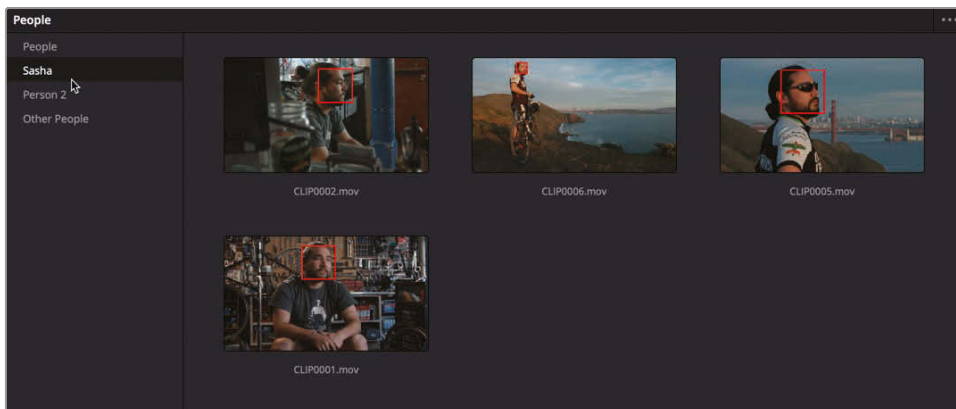 People
People
Sasha
Person 2
Other People
CLIP0002.mov
CLIP0006.mov
CLIP0005.mov
CLIP0001.mov